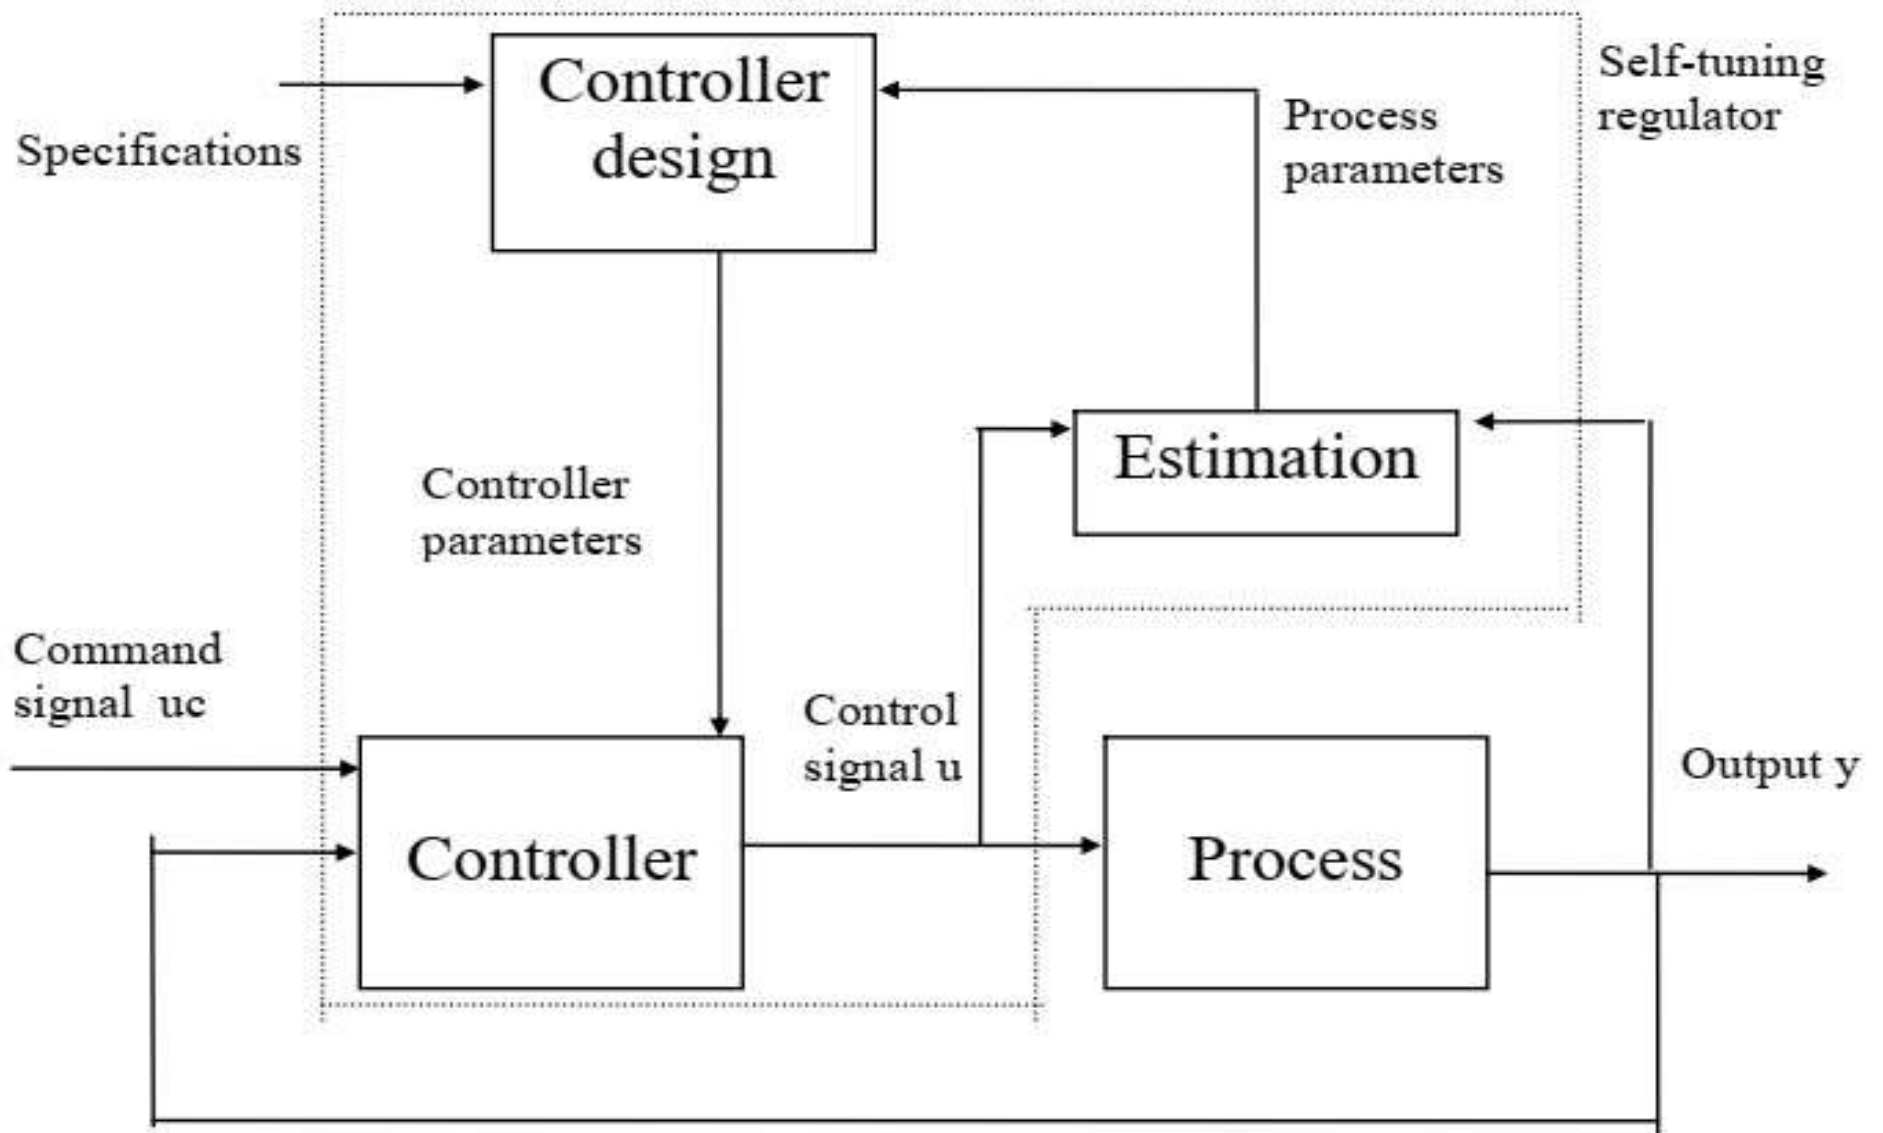 Controller
design
Self-tuning
regulator
Process
parameters
Specifications
Estimation
Controller
parameters
Command
signal uc
Control
signal u
Output y
Controller
Process